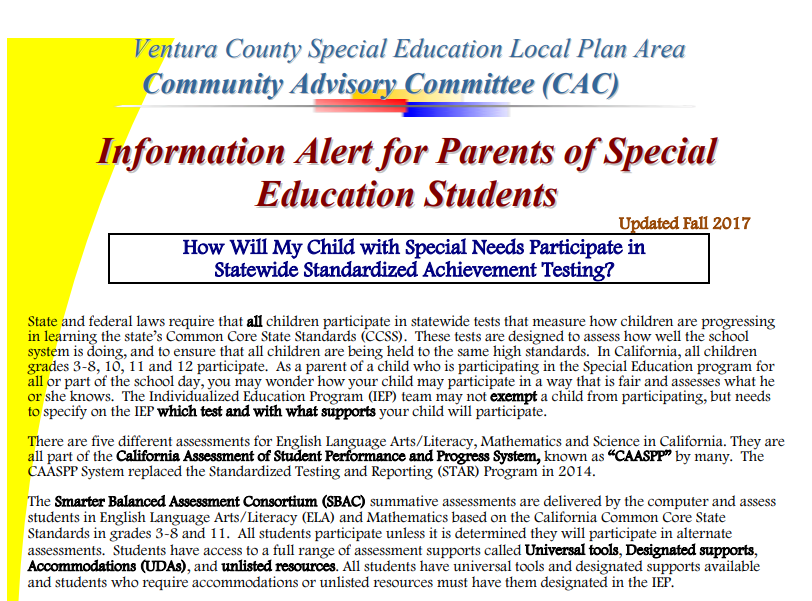 Ventura County Special Education Local Plan Area
Community Advisory Committee (CAC)
Information Alert for Parents of Special
Education Students
Updated Fall 2017
How Will My Child with Special Needs Participate in
Statewide Standardized Achievement Testing?
State and federal laws require that all children participate in statewide tests that measure how children are progressing
in learning the state's Common Core State Standards (CCSS). These tests are designed to assess how well the school
system is doing, and to ensure that all children are being held to the same high standards. In California, all children
grades 3-8, 10, 11 and 12 participate. As a parent of a child who is participating in the Special Education program for
all or part of the school day, you may wonder how your child may participate in a way that is fair and assesses what he
or she knows. The Individualized Education Program (IEP) team may not exempt a child from participating, but needs
to specify on the IEP which test and with what supports your child will participate.
There are five different assessments for English Language Arts/Literacy, Mathematics and Science in California. They are
all part of the California Assessment of Student Performance and Progress System, known as “CAASPP” by many. The
CAASPP System replaced the Standardized Testing and Reporting (STAR) Program in 2014.
The Smarter Balanced Assessment Consortium (SBAC) summative assessments are delivered by the computer and assess
students in English Language Arts/Literacy (ELA) and Mathematics based on the California Common Core State
Standards in grades 3-8 and 11. All students participate unless it is determined they will participate in alternate
assessments. Students have access to a full range of assessment supports called Universal tools, Designated supports,
Accommodations (UDAs), and unlisted resources. All students have universal tools and designated supports available
and students who require accommodations or unlisted resources must have them designated in the IEP.